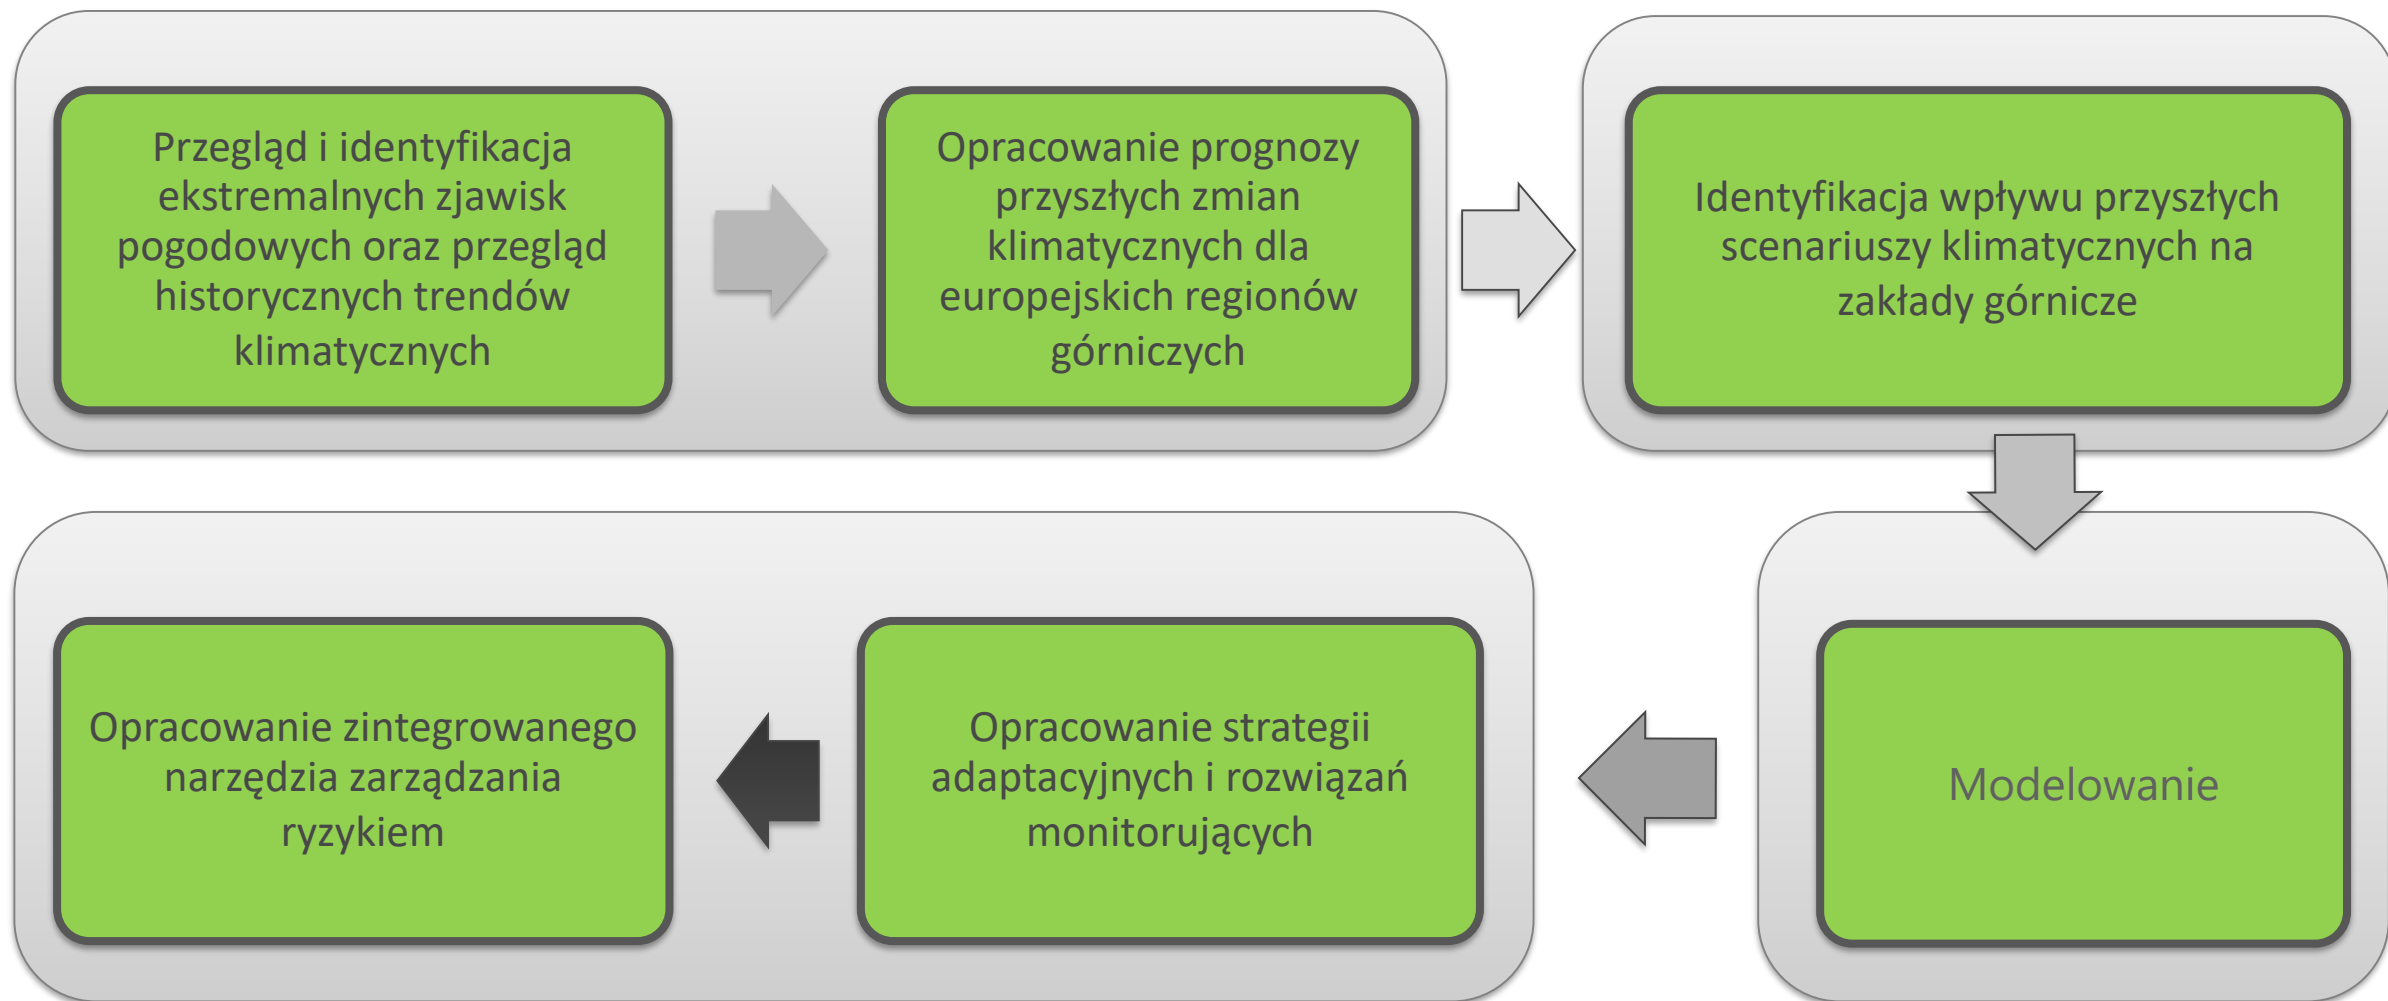 Przegląd i identyfikacja
ekstremalnych zjawisk
pogodowych oraz przegląd
historycznych trendów
klimatycznych
Opracowanie prognozy
przyszłych zmian
klimatycznych dla
europejskich regionów
górniczych
Identyfikacja wpływu przyszłych
scenariuszy klimatycznych na
zakłady górnicze
Modelowanie
Opracowanie strategii
adaptacyjnych i rozwiązań
monitorujących
Opracowanie zintegrowanego
narzędzia zarządzania
ryzykiem